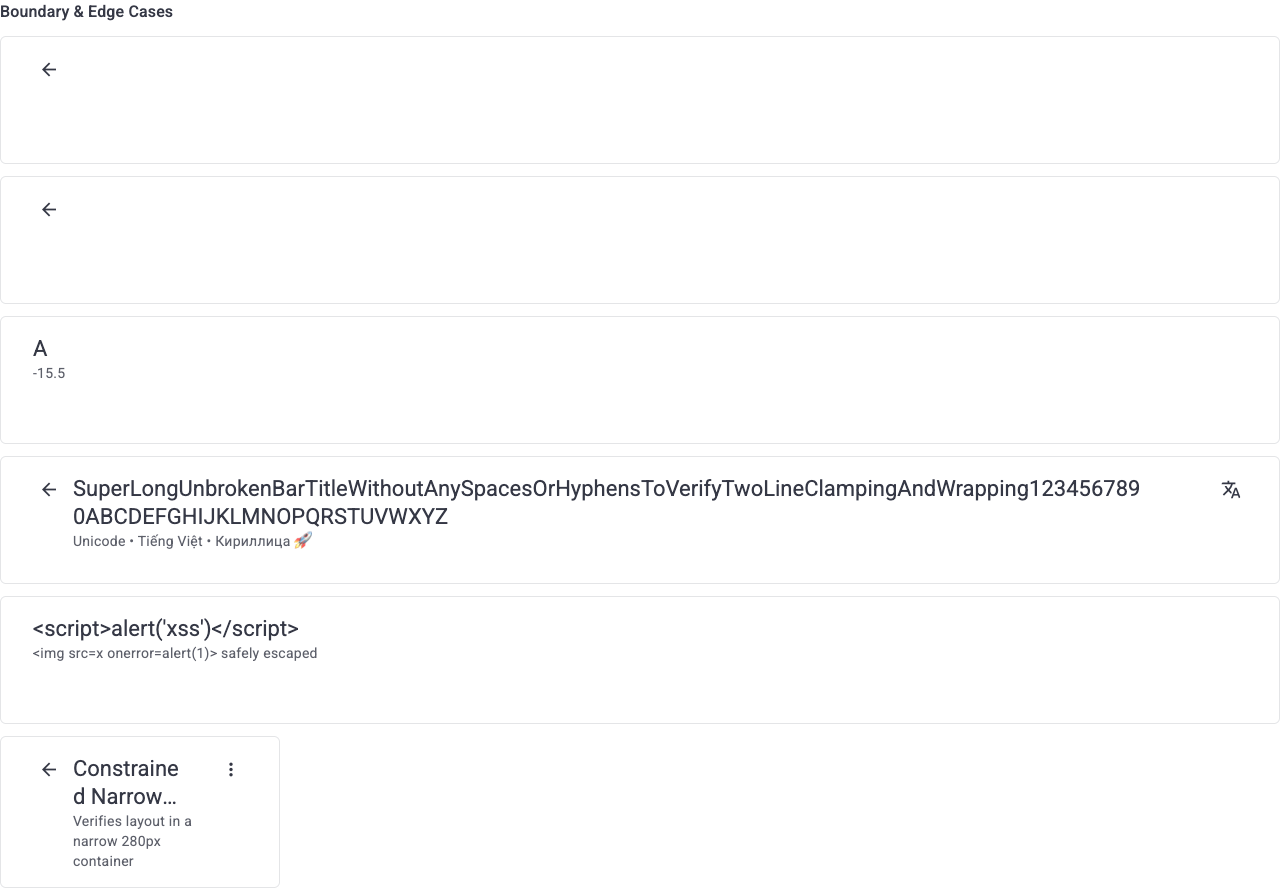 Boundary & Edge Cases
A
-15.5
SuperLongUnbrokenBarTitleWithoutAnySpacesOrHyphensToVerifyTwoLineClampingAndWrapping123456789
0ABCDEFGHIJKLMNOPQRSTUVWXYZ
Unicode • Tiếng Việt • Кириллица 🚀
<script>alert('xss')</script>
<img src=x onerror=alert(1)> safely escaped
Constraine
d Narrow…
Verifies layout in a
narrow 280px
container